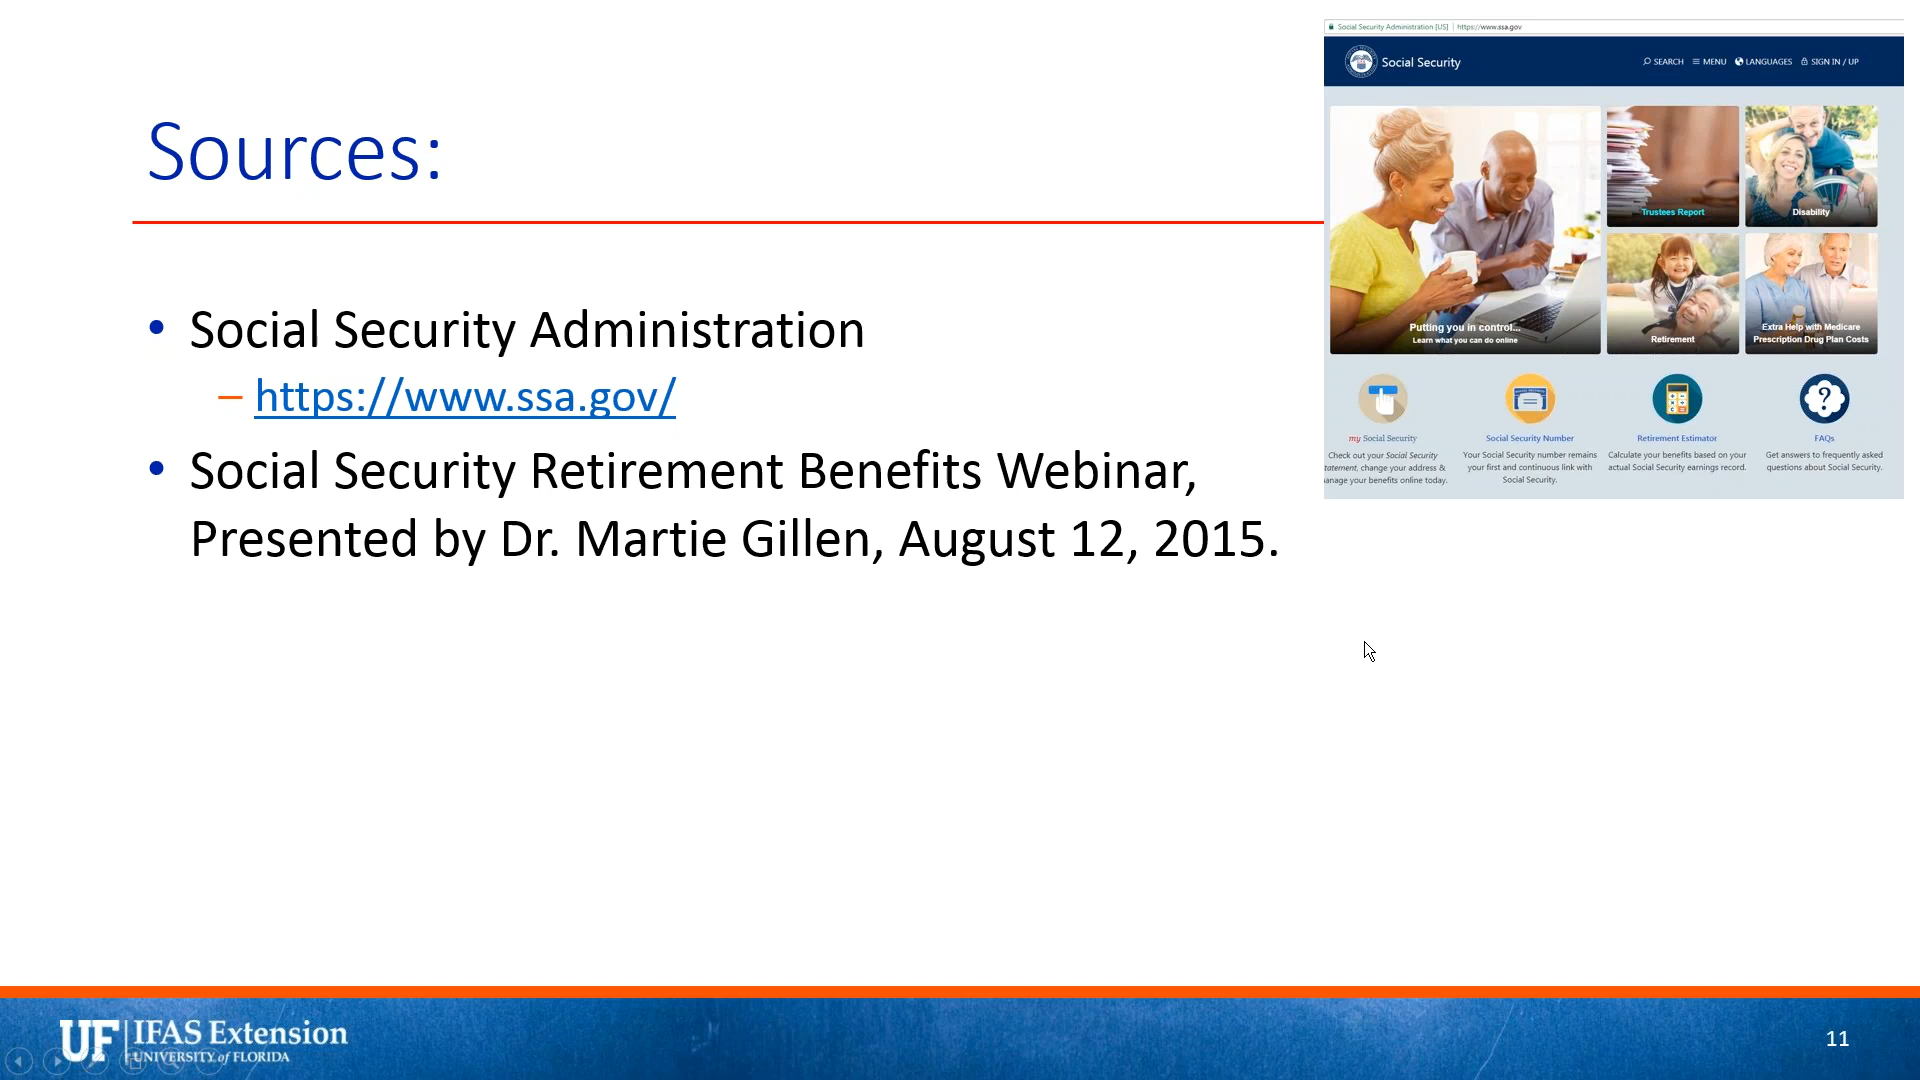 Sources:
• Social Security Administration
– https://www.ssa.gov/
• Social Security Retirement Benefits Webinar,
Presented by Dr. Martie Gillen, August 12, 2015.
Social Security Administration [US] | https://www.ssa.gov
Social Security
SEARCH MENU LANGUAGES SIGN IN / UP
Putting you in control...
Learn what you can do online
Trustees Report
Disability
Retirement
Extra Help with Medicare
Prescription Drug Plan Costs
my Social Security
Check out your Social Security
tatement, change your address &
anage your benefits online today.
Social Security Number
Your Social Security number remains
your first and continuous link with
Social Security.
Retirement Estimator
Calculate your benefits based on your
actual Social Security earnings record.
FAQs
Get answers to frequently asked
questions about Social Security.
UF IFAS Extension
UNIVERSITY of FLORIDA
11